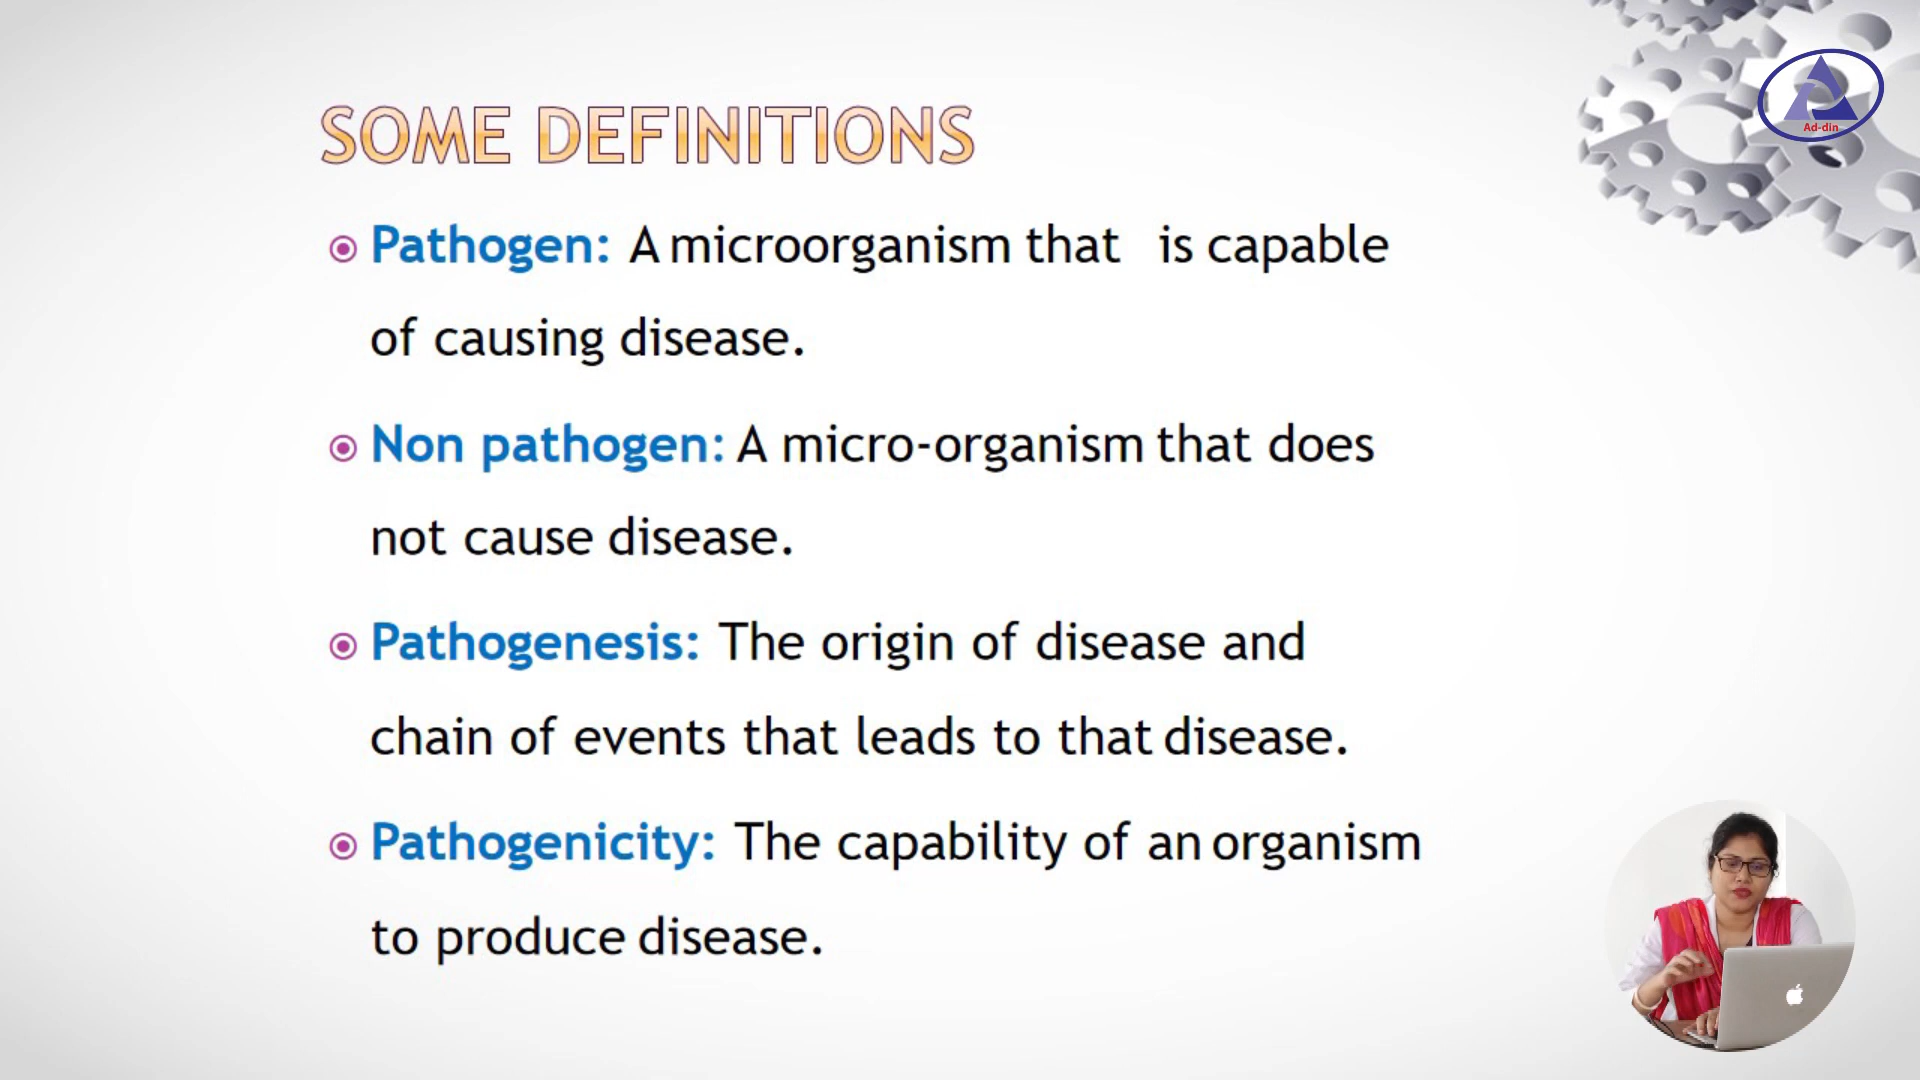 Ad-din
SOME DEFINITIONS
Pathogen: A microorganism that is capable
of causing disease.
Non pathogen: A micro-organism that does
not cause disease.
Pathogenesis: The origin of disease and
chain of events that leads to that disease.
Pathogenicity: The capability of an organism
to produce disease.